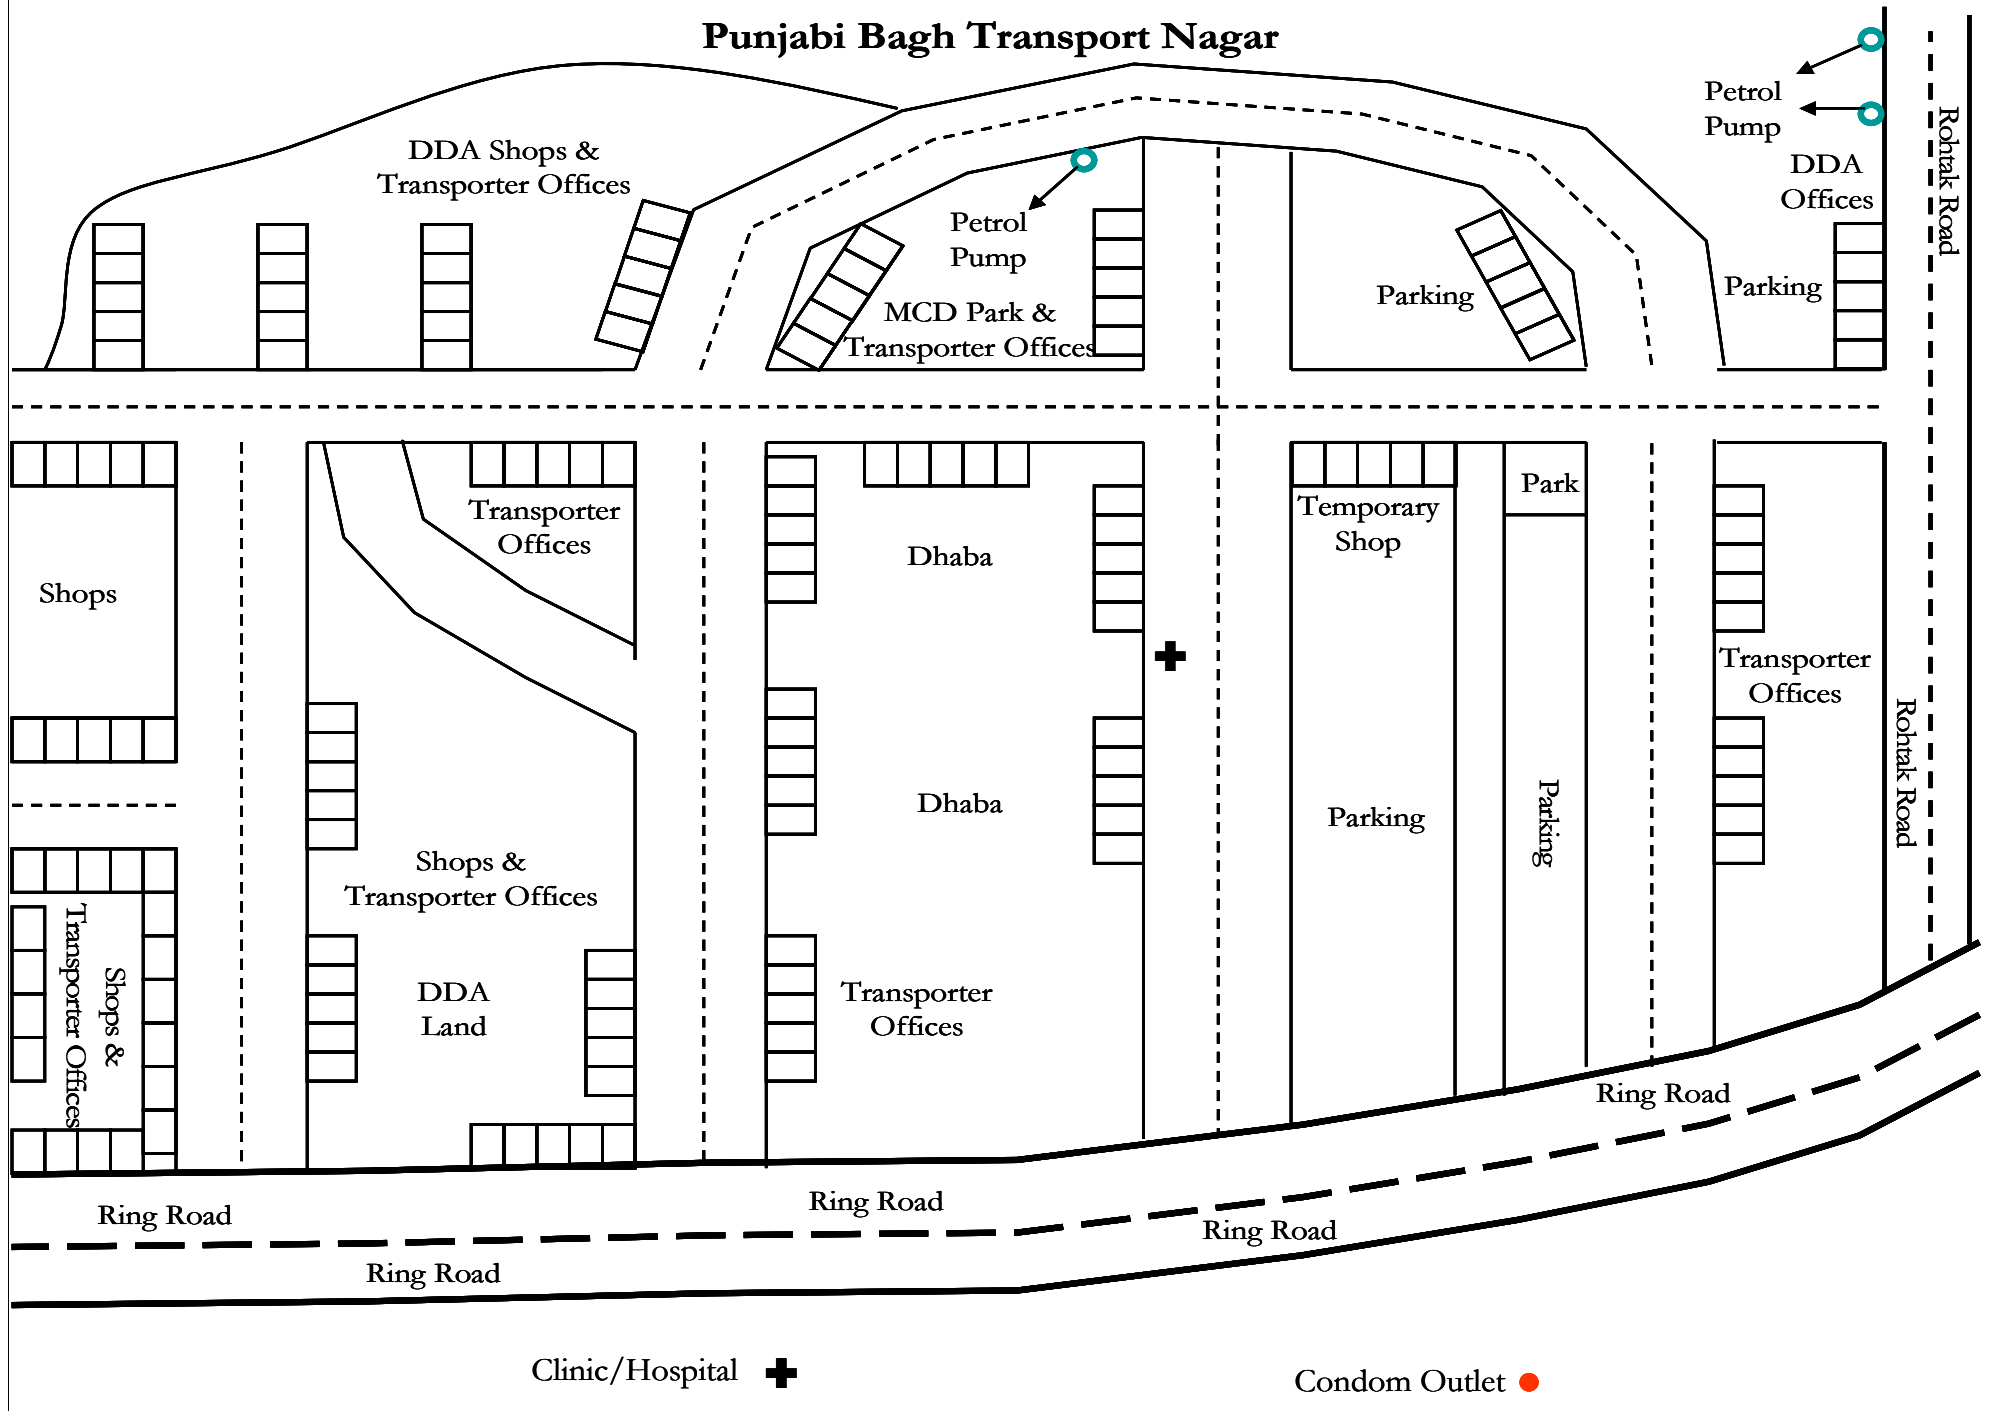 Punjabi Bagh Transport Nagar
Petrol
Pump
Rohtak Road
DDA Shops &
Transporter Offices
DDA
Offices
Petrol
Pump
Parking
Parking
MCD Park &
Transporter Offices
Park
Transporter
Offices
Temporary
Shop
Dhaba
Shops
Transporter
Offices
Rohtak Road
Dhaba
Parking
Parking
Shops &
Transporter Offices
Shops &
Transporter Offices
DDA
Land
Transporter
Offices
Ring Road
Ring Road
Ring Road
Ring Road
Ring Road
Clinic/Hospital
Condom Outlet